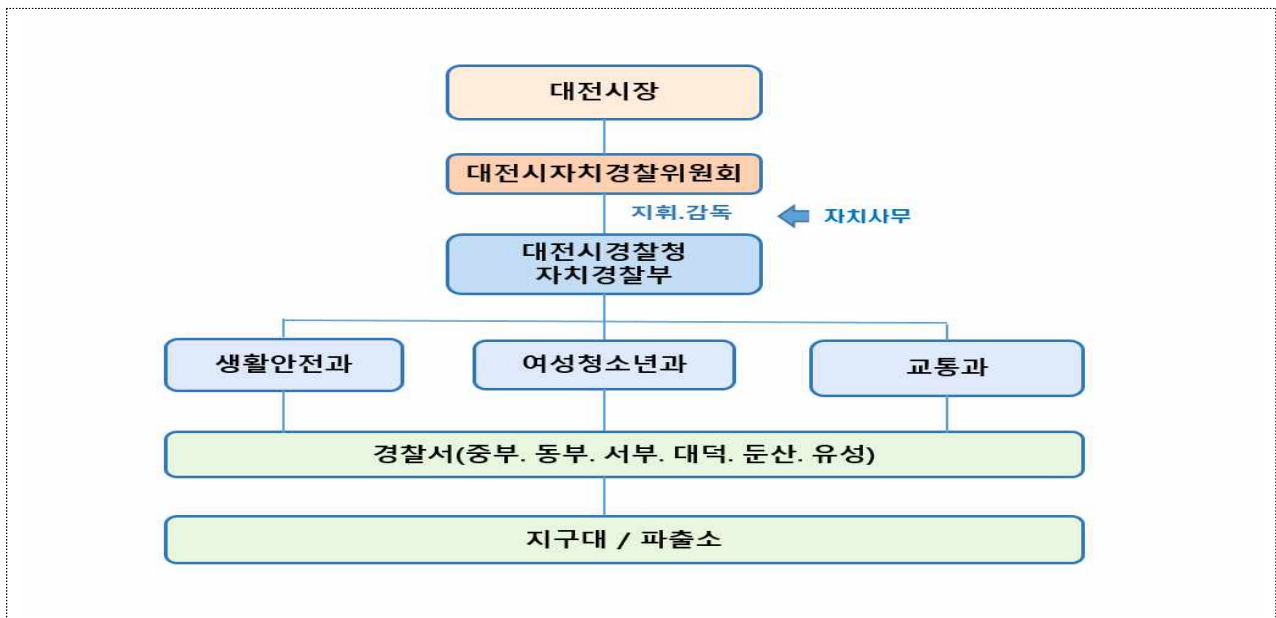 대전시장
대전시자치경찰위원회
지휘.감독
자치사무
대전시경찰청
자치경찰부
생활안전과
여성청소년과
교통과
경찰서(중부. 동부. 서부. 대덕. 둔산. 유성)
지구대 / 파출소